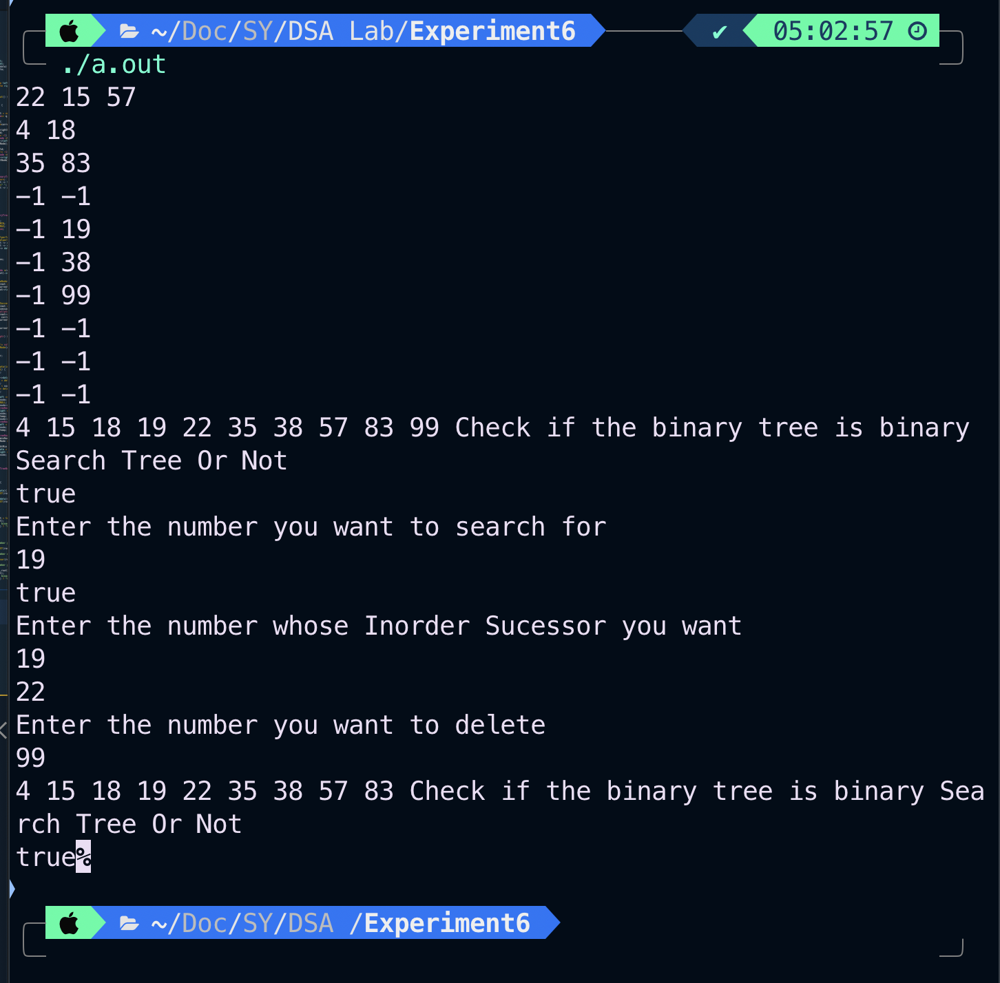 ~/Doc/SY/DSA Lab/Experiment6 ✔ 05:02:57
./a.out
22 15 57
4 18
35 83
-1 -1
-1 19
-1 38
-1 99
-1 -1
-1 -1
-1 -1
4 15 18 19 22 35 38 57 83 99 Check if the binary tree is binary
Search Tree Or Not
true
Enter the number you want to search for
19
true
Enter the number whose Inorder Sucessor you want
19
22
Enter the number you want to delete
99
4 15 18 19 22 35 38 57 83 Check if the binary tree is binary Sea
rch Tree Or Not
true%
~/Doc/SY/DSA /Experiment6